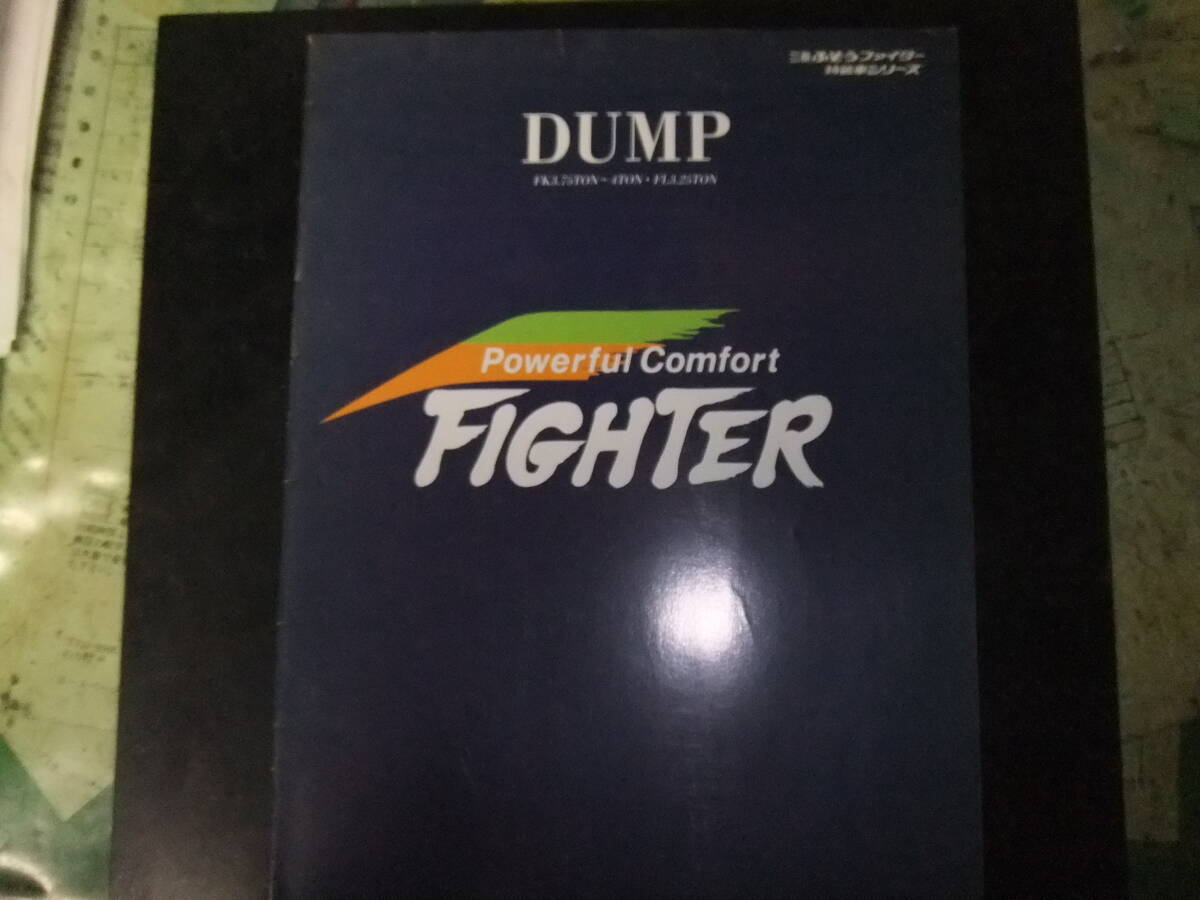 三菱ふそうファイター
特装車シリーズ
DUMP
FK3.75TON~4TON・FL3.25TON
Powerful Comfort
FIGHTER